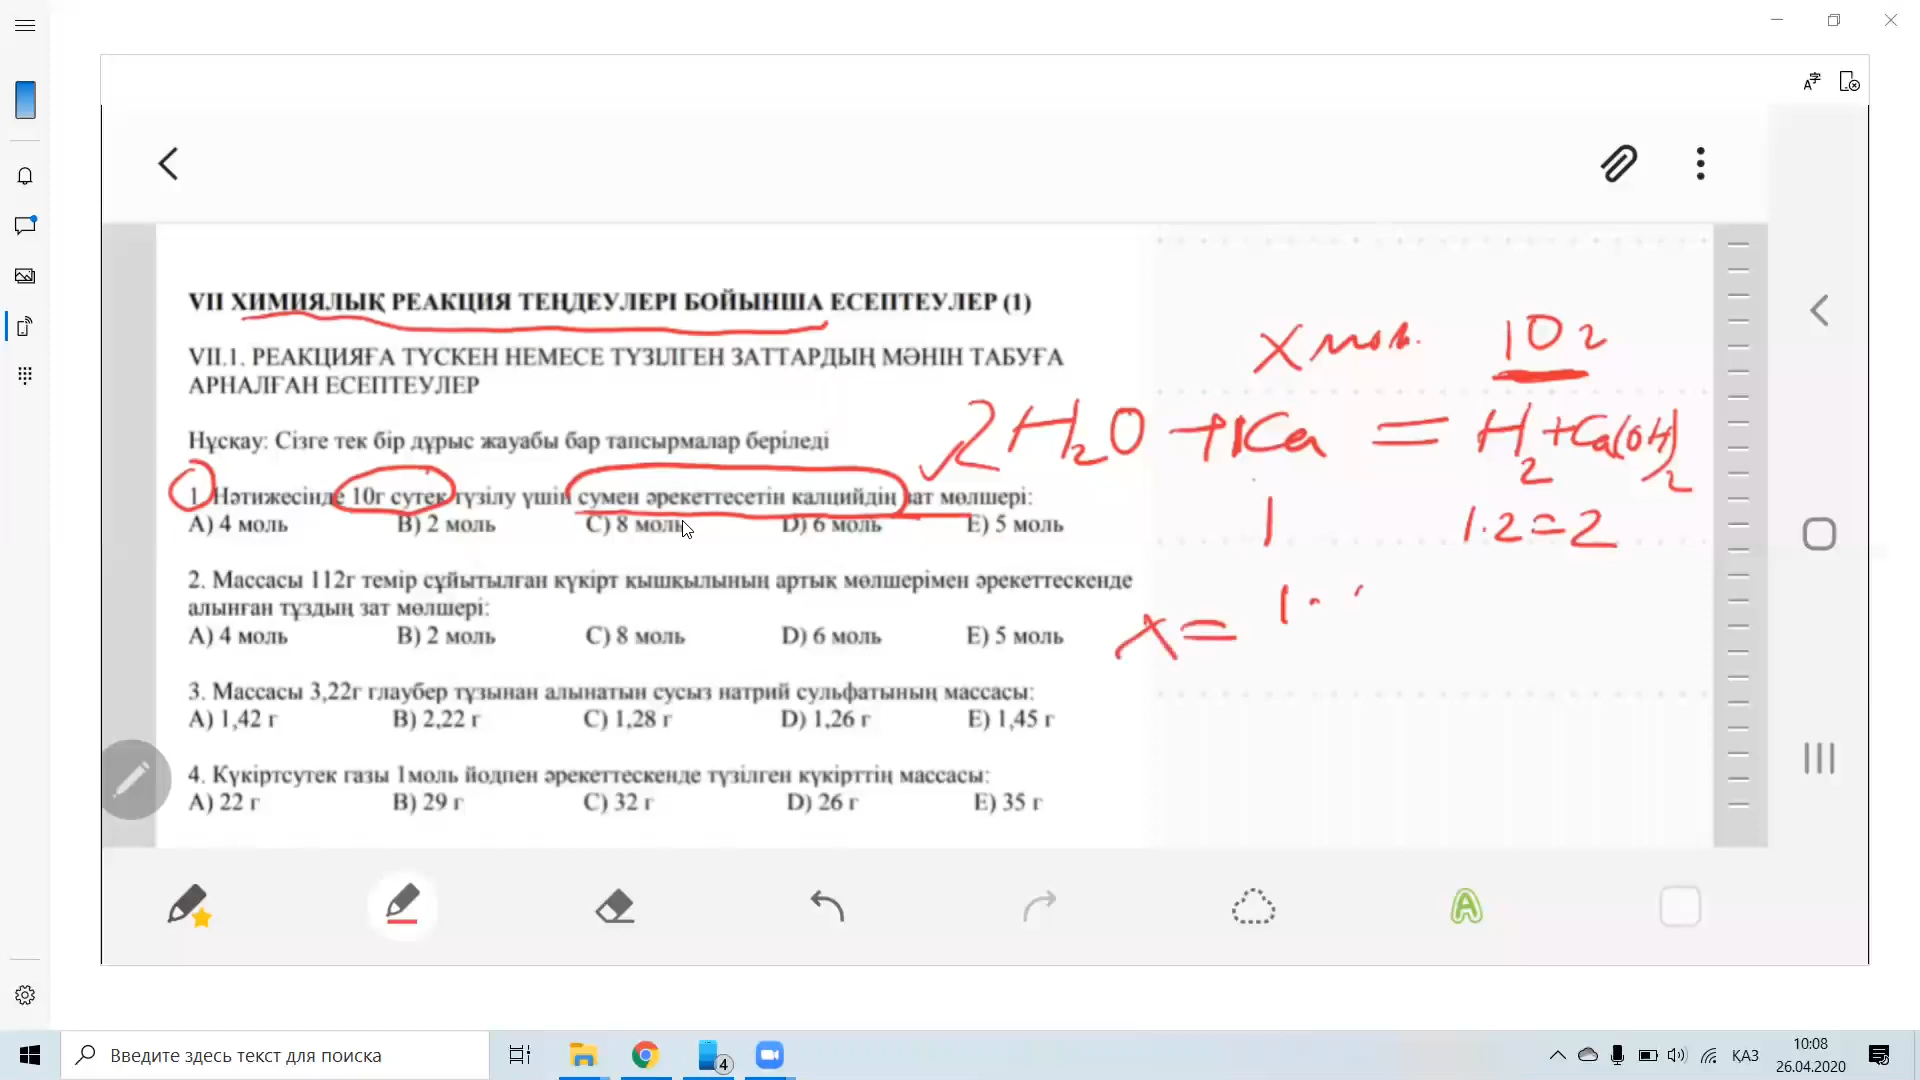 VII ХИМИЯЛЫҚ РЕАКЦИЯ ТЕҢДЕУЛЕРІ БОЙЫНША ЕСЕПТЕУЛЕР (1)
VII.1. РЕАКЦИЯҒА ТҮСКЕН НЕМЕСЕ ТҮЗІЛГЕН ЗАТТАРДЫҢ МӘНІН ТАБУҒА
АРНАЛҒАН ЕСЕПТЕУЛЕР
Нұсқау: Сізге тек бір дұрыс жауабы бар тапсырмалар беріледі
1. Нәтижесінде 10г сутек түзілу үшін сумен әрекеттесетін калцийдің зат мөлшері:
A) 4 моль B) 2 моль C) 8 моль D) 6 моль E) 5 моль
2. Массасы 112г темір сұйытылған күкірт қышқылының артық мөлшерімен әрекеттескенде
алынған тұздың зат мөлшері:
A) 4 моль B) 2 моль C) 8 моль D) 6 моль E) 5 моль
3. Массасы 3,22г глаубер тұзынан алынатын сусыз натрий сульфатының массасы:
A) 1,42 г B) 2,22 г C) 1,28 г D) 1,26 г E) 1,45 г
4. Күкіртсутек газы 1моль йодпен әрекеттескенде түзілген күкірттің массасы:
A) 22 г B) 29 г C) 32 г D) 26 г E) 35 г
X мол. 10г
2H₂O + 1Ca = H₂ + Ca(OH)₂
1 1·2=2
x= 1·
A
Введите здесь текст для поиска
4
ҚАЗ
10:08
26.04.2020